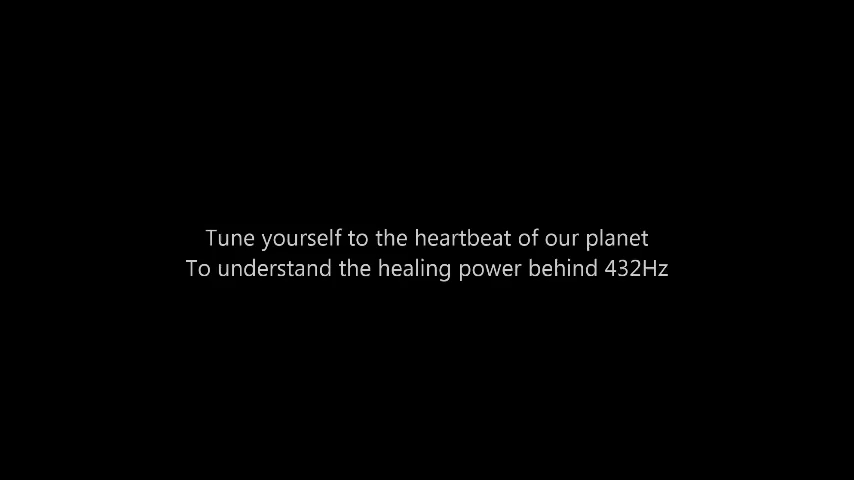 Tune yourself to the heartbeat of our planet
To understand the healing power behind 432Hz